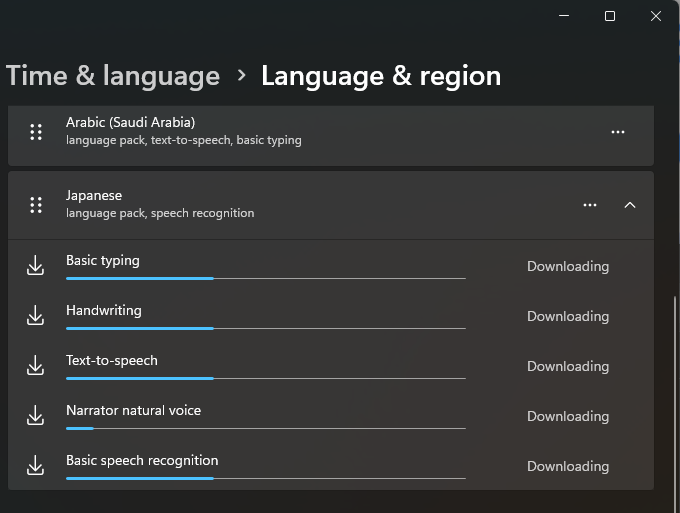 Time & language > Language & region
Arabic (Saudi Arabia)
language pack, text-to-speech, basic typing
Japanese
language pack, speech recognition
Basic typing
Downloading
Handwriting
Downloading
Text-to-speech
Downloading
Narrator natural voice
Downloading
Basic speech recognition
Downloading